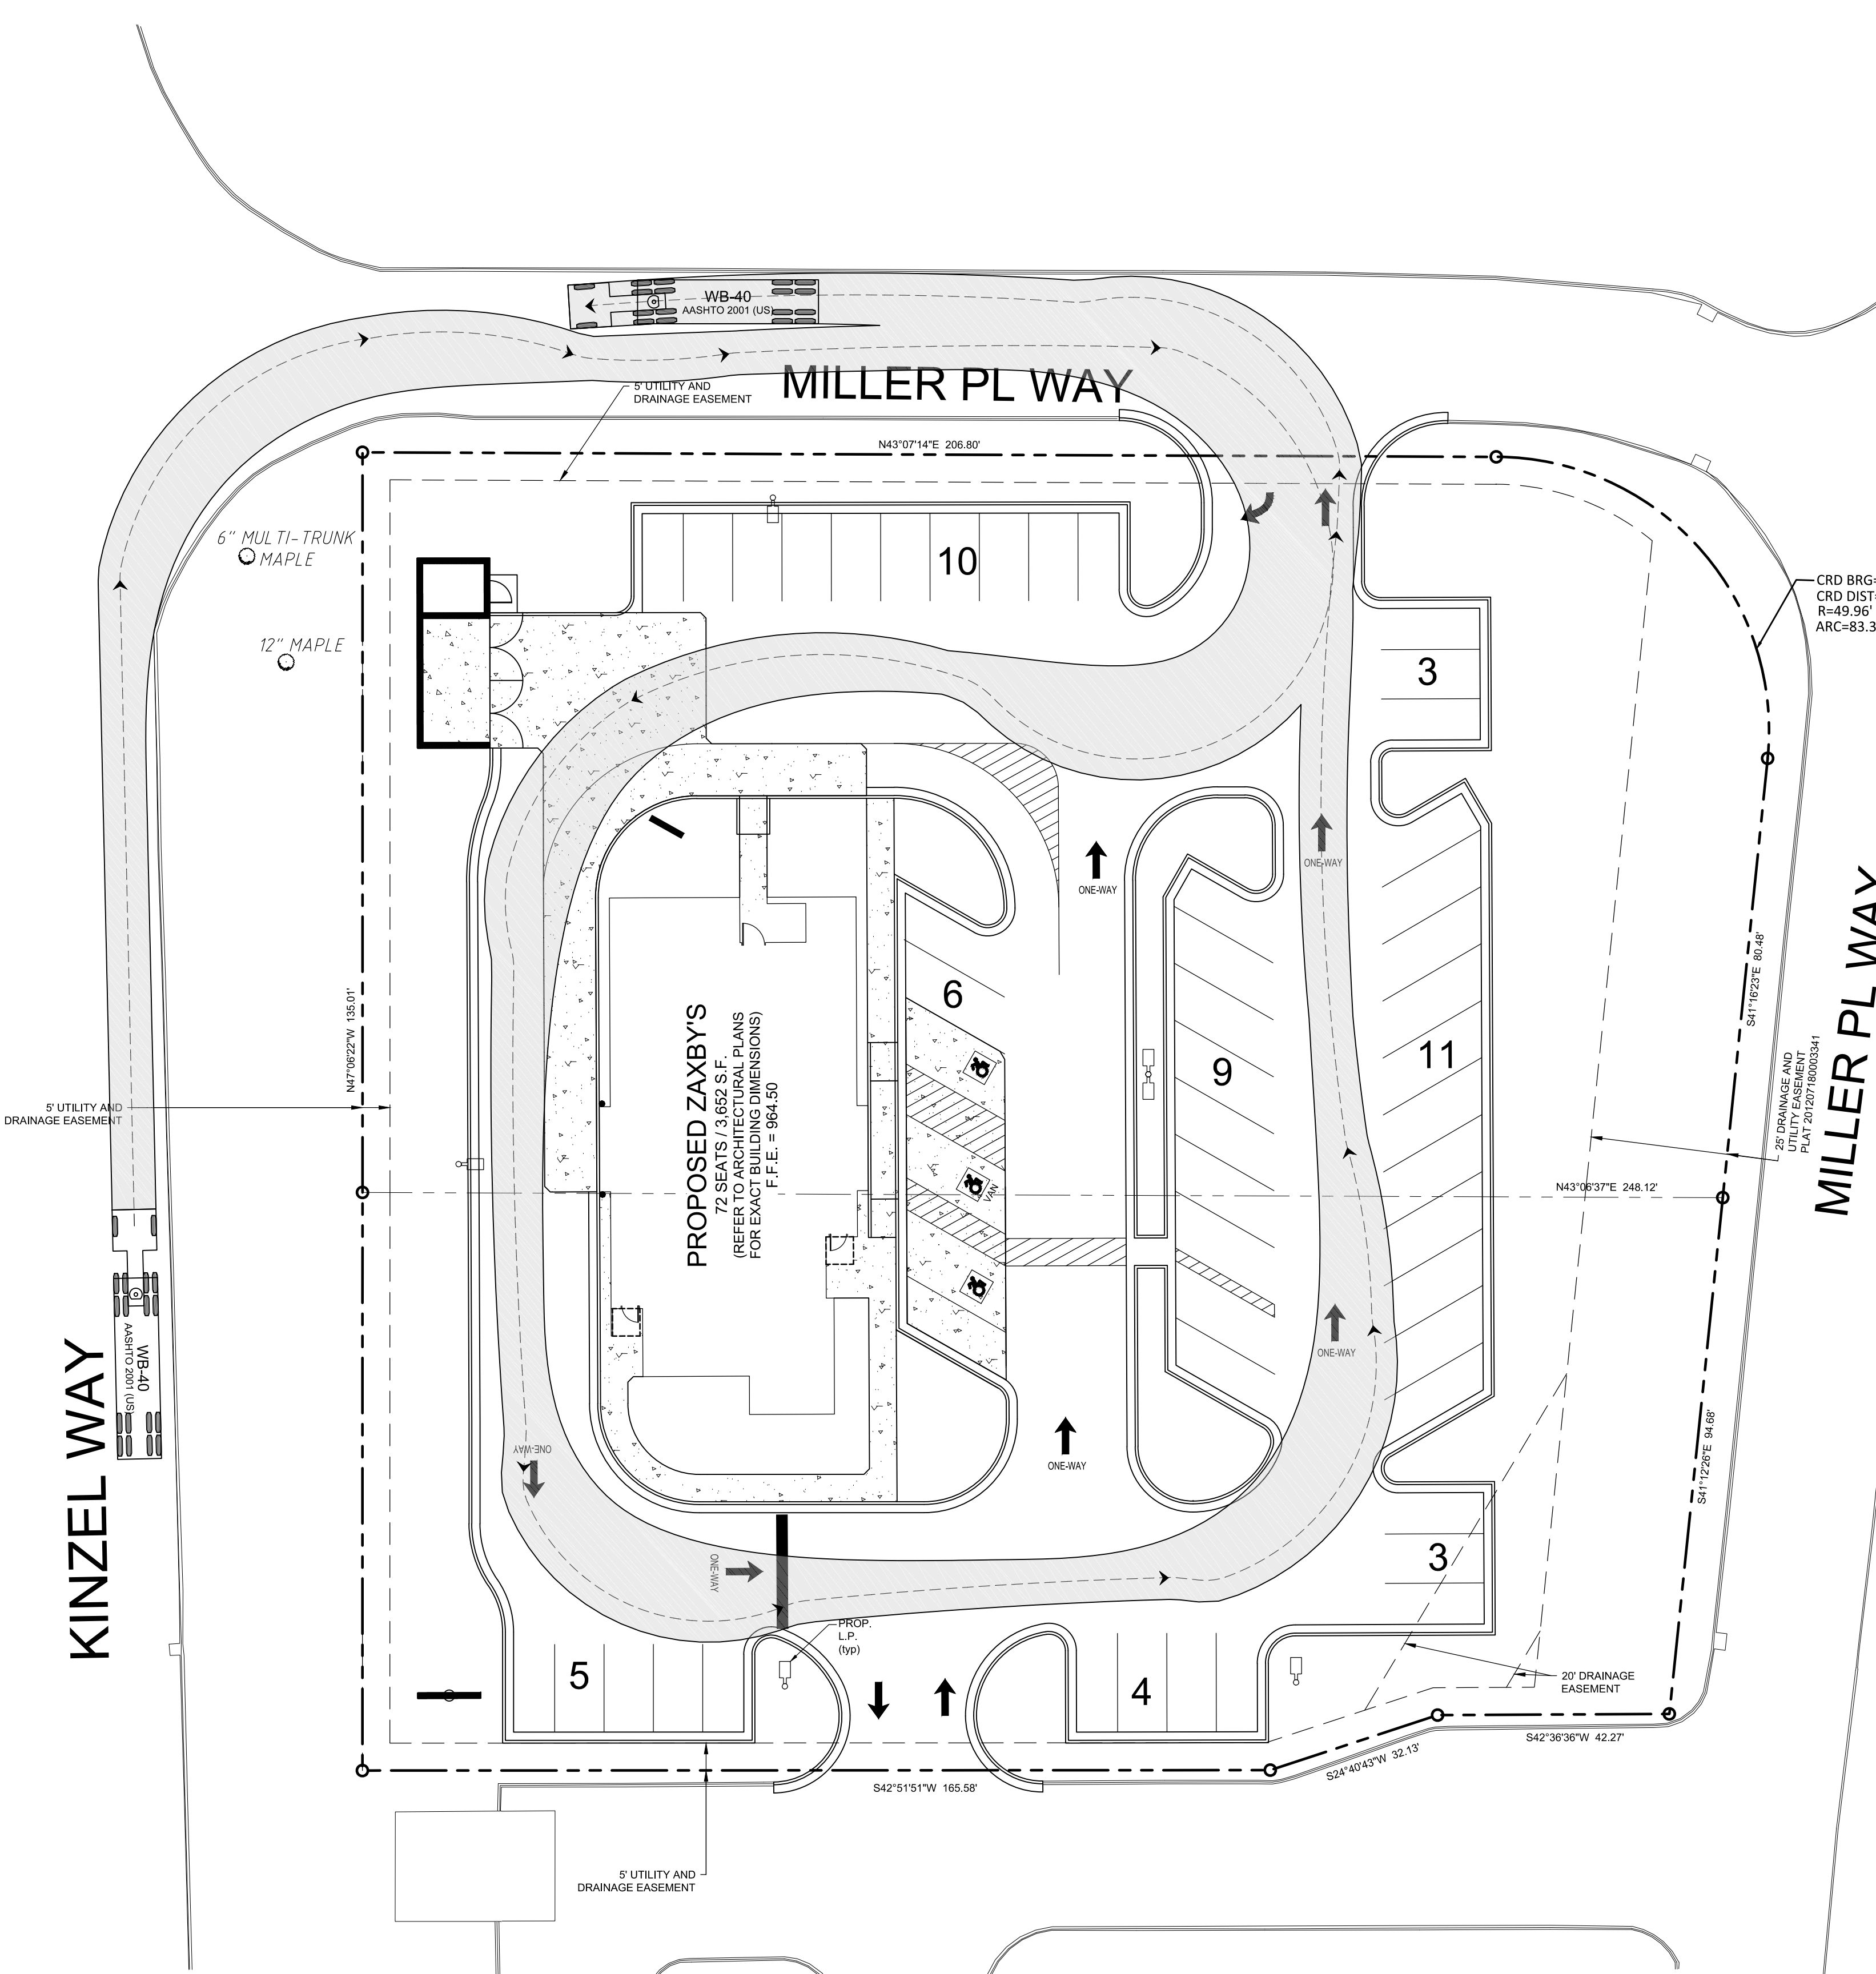 WB-40
AASHTO 2001 (US)
MILLER PL WAY
5' UTILITY AND
DRAINAGE EASEMENT
N43°07'14"E 206.80'
6" MULTI-TRUNK
MAPLE
12" MAPLE
10
3
CRD BRG=
CRD DIST=
R=49.96'
ARC=83.3
ONE-WAY
ONE-WAY
6
9
11
PROPOSED ZAXBY'S
72 SEATS / 3,652 S.F.
(REFER TO ARCHITECTURAL PLANS
FOR EXACT BUILDING DIMENSIONS)
F.F.E. = 964.50
VAN
N47°06'22"W 135.01'
5' UTILITY AND
DRAINAGE EASEMENT
S41°16'23"E 80.48'
25' DRAINAGE AND
UTILITY EASEMENT
PLAT 201207180003341
MILLER PL WAY
N43°06'37"E 248.12'
WB-40
AASHTO 2001 (US)
KINZEL WAY
ONE-WAY
ONE-WAY
ONE-WAY
ONE-WAY
S41°12'26"E 94.68'
3
PROP.
L.P.
(typ)
5
4
20' DRAINAGE
EASEMENT
S42°36'36"W 42.27'
S24°40'43"W 32.13'
S42°51'51"W 165.58'
5' UTILITY AND
DRAINAGE EASEMENT